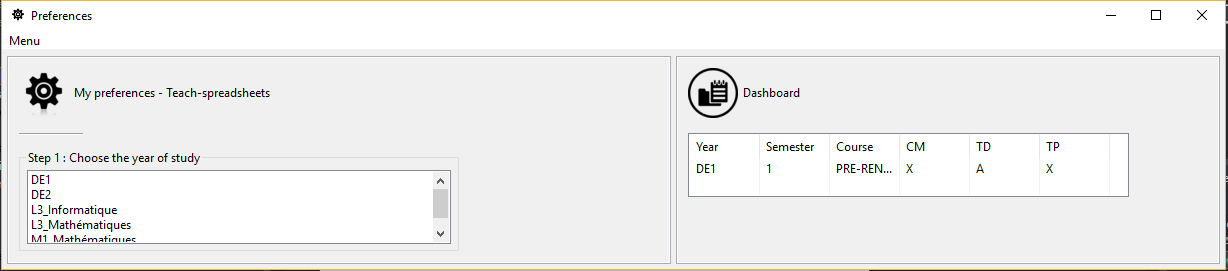 Preferences
Menu
My preferences - Teach-spreadsheets
Step 1 : Choose the year of study
DE1
DE2
L3_Informatique
L3_Mathématiques
M1_Mathématiques
Dashboard
Year Semester Course CM TD TP
DE1 1 PRE-REN... X A X